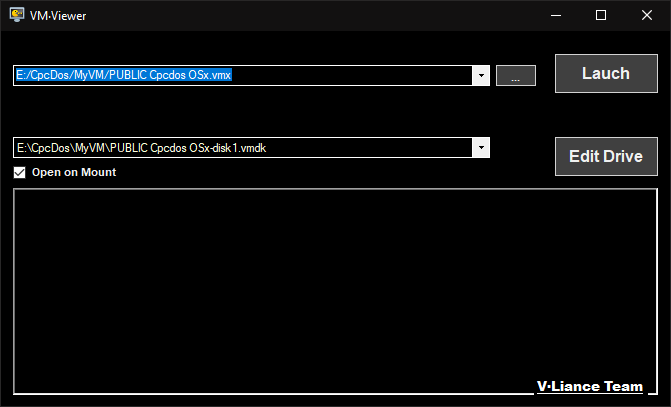 VM·Viewer
E:/CpcDos/MyVM/PUBLIC Cpcdos OSx.vmx
...
Lauch
E:\CpcDos\MyVM\PUBLIC Cpcdos OSx-disk1.vmdk
Edit Drive
Open on Mount
V·Liance Team